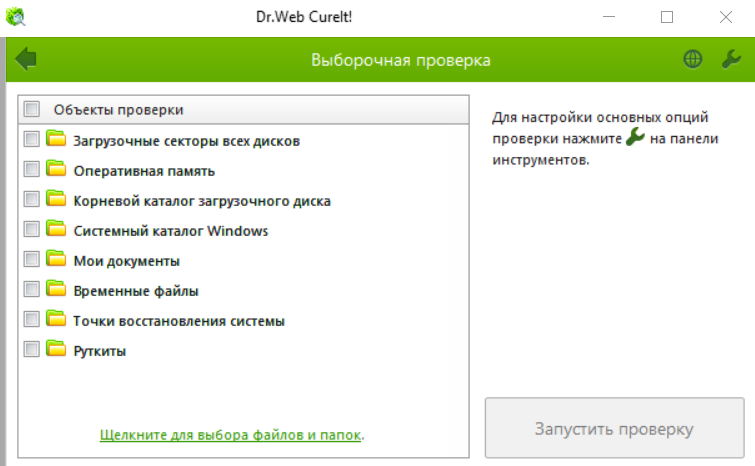 Dr.Web CureIt!
Выборочная проверка
Объекты проверки
Загрузочные секторы всех дисков
Оперативная память
Корневой каталог загрузочного диска
Системный каталог Windows
Мои документы
Временные файлы
Точки восстановления системы
Руткиты
Щелкните для выбора файлов и папок.
Для настройки основных опций
проверки нажмите на панели
инструментов.
Запустить проверку